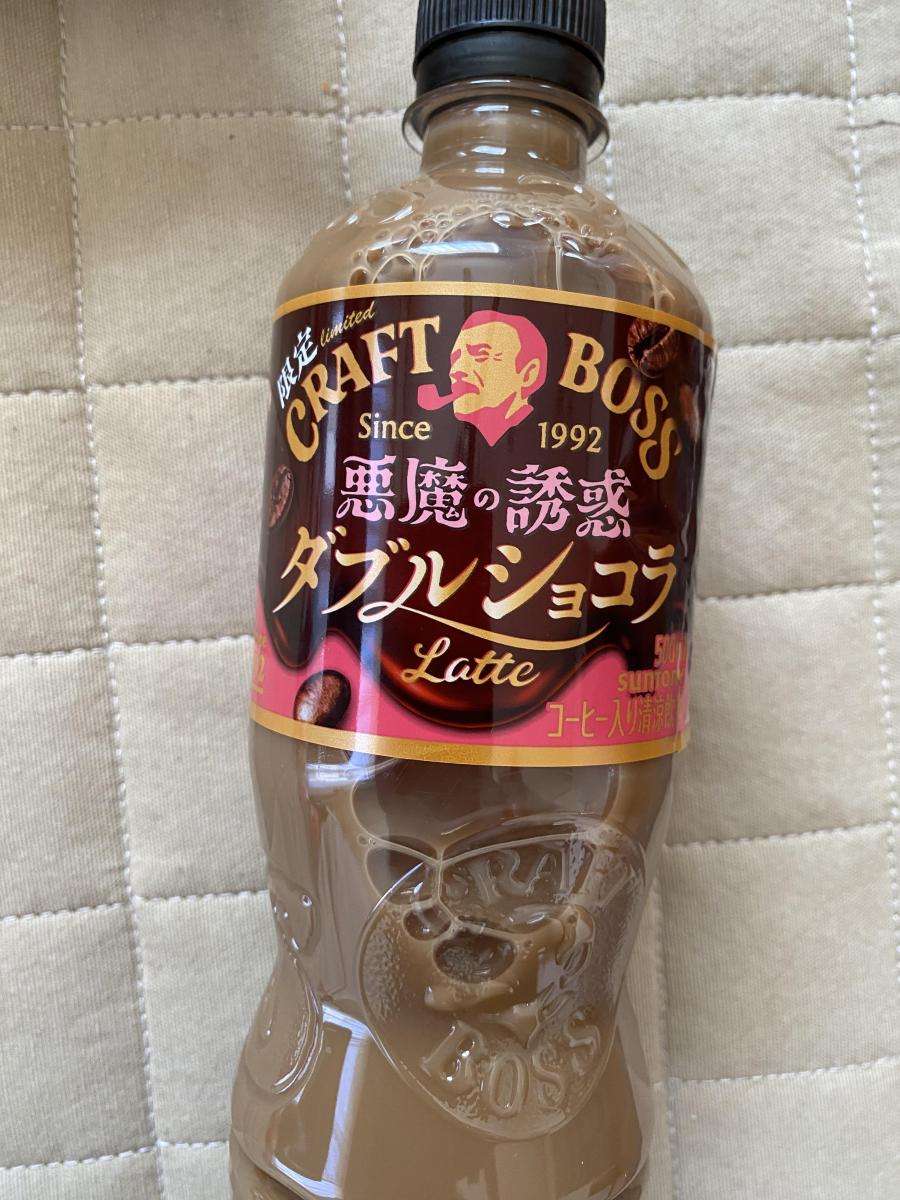 限定 limited
CRAFT BOSS
Since 1992
悪魔の誘惑
ダブルショコラ
Latte
SUNTORY
コーヒー入り清涼飲
CRAFT
BOSS